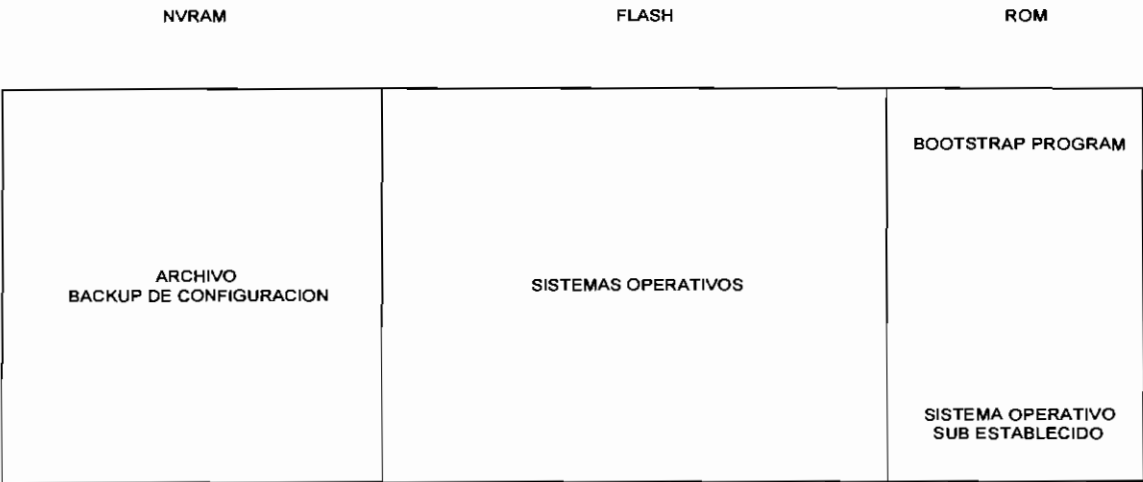 NVRAM
FLASH
ROM
BOOTSTRAP PROGRAM
ARCHIVO
BACKUP DE CONFIGURACION
SISTEMAS OPERATIVOS
SISTEMA OPERATIVO
SUB ESTABLECIDO